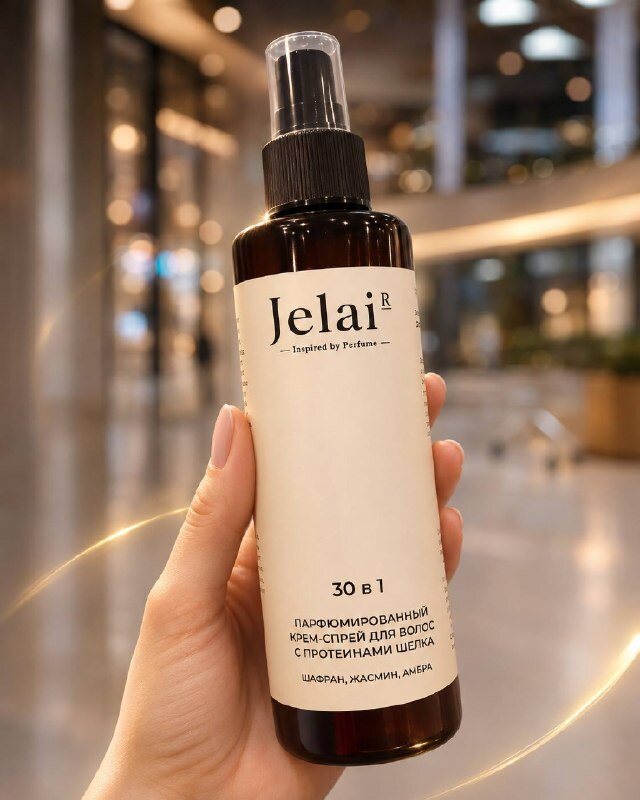 Jelai R
Inspired by Perfume
30 в 1
ПАРФЮМИРОВАННЫЙ
КРЕМ-СПРЕЙ ДЛЯ ВОЛОС
С ПРОТЕИНАМИ ШЕЛКА
ШАФРАН, ЖАСМИН, АМБРА